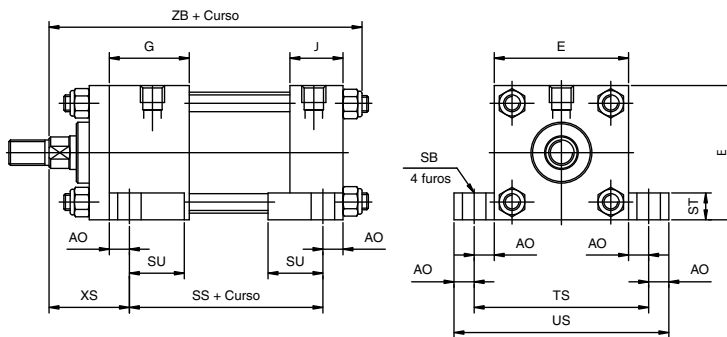 ZB + Curso
G
J
E
E
SB
4 furos
ST
AO
AO
SU
SU
AO
AO
AO
AO
XS
SS + Curso
TS
US